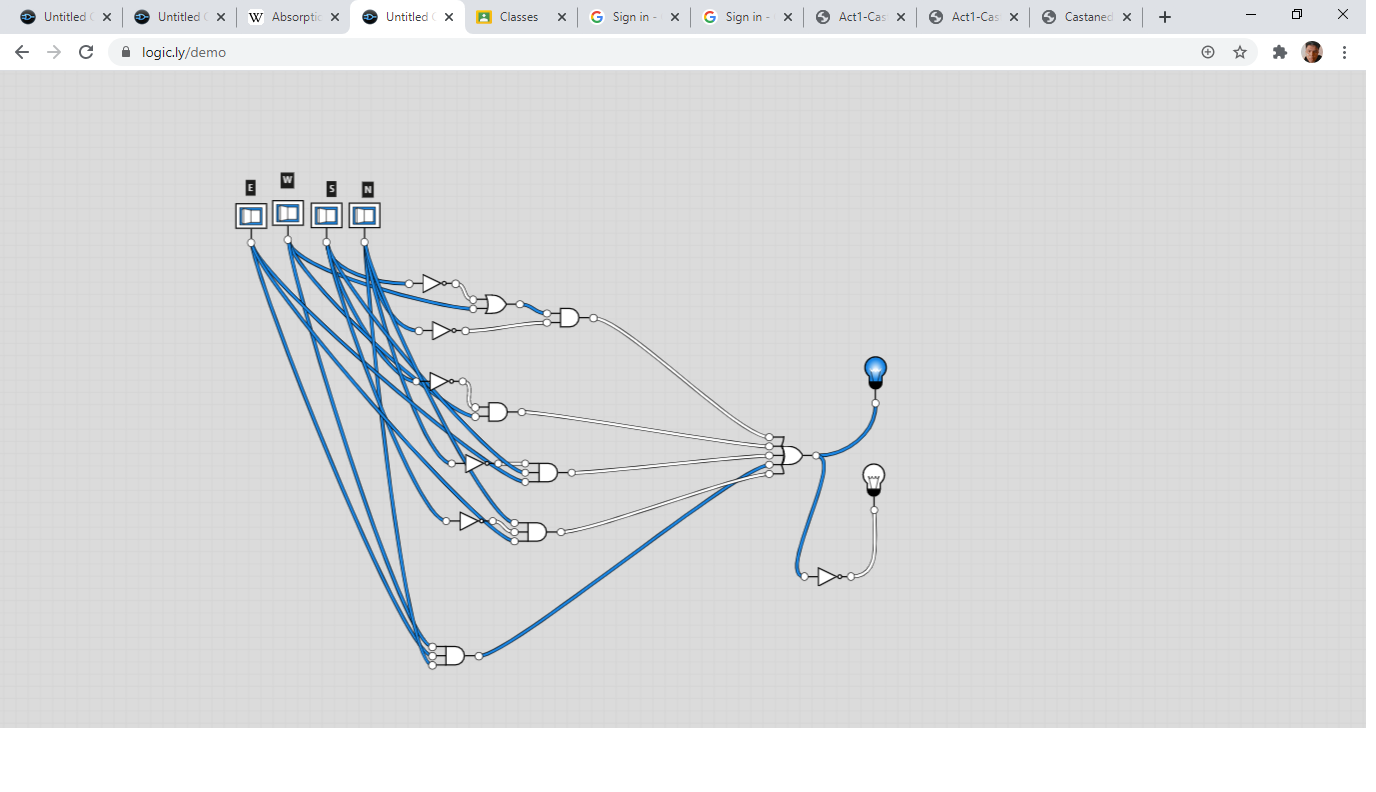 Untitled C
Untitled C
Absorptic
Untitled C
Classes
Sign in -
Sign in -
Act1-Cas
Act1-Cas
Castaned
logic.ly/demo
E
W
S
N